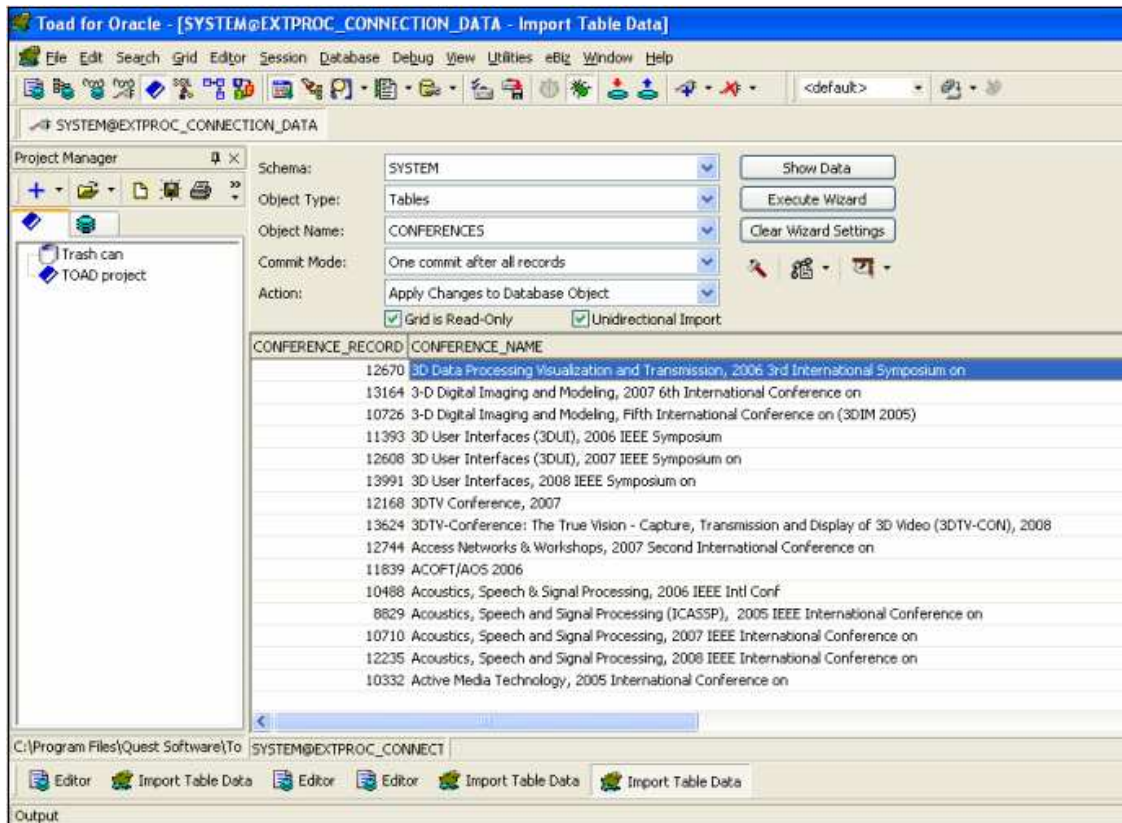 Toad for Oracle - [SYSTEM@EXTPROC_CONNECTION_DATA - Import Table Data]
File Edit Search Grid Editor Session Database Debug View Utilities eBiz Window Help
<default>
SYSTEM@EXTPROC_CONNECTION_DATA
Project Manager
Trash can
TOAD project
Schema: SYSTEM Show Data
Object Type: Tables Execute Wizard
Object Name: CONFERENCES Clear Wizard Settings
Commit Mode: One commit after all records
Action: Apply Changes to Database Object
Grid is Read-Only Unidirectional Import
CONFERENCE_RECORD CONFERENCE_NAME
12670 3D Data Processing Visualization and Transmission, 2006 3rd International Symposium on
13164 3-D Digital Imaging and Modeling, 2007 6th International Conference on
10726 3-D Digital Imaging and Modeling, Fifth International Conference on (3DIM 2005)
11393 3D User Interfaces (3DUI), 2006 IEEE Symposium
12608 3D User Interfaces (3DUI), 2007 IEEE Symposium on
13991 3D User Interfaces, 2008 IEEE Symposium on
12168 3DTV Conference, 2007
13624 3DTV-Conference: The True Vision - Capture, Transmission and Display of 3D Video (3DTV-CON), 2008
12744 Access Networks & Workshops, 2007 Second International Conference on
11839 ACOFT/AOS 2006
10488 Acoustics, Speech & Signal Processing, 2006 IEEE Intl Conf
8829 Acoustics, Speech and Signal Processing (ICASSP), 2005 IEEE International Conference on
10710 Acoustics, Speech and Signal Processing, 2007 IEEE International Conference on
12235 Acoustics, Speech and Signal Processing, 2008 IEEE International Conference on
10332 Active Media Technology, 2005 International Conference on
C:\Program Files\Quest Software\To SYSTEM@EXTPROC_CONNECT
Editor Import Table Data Editor Editor Import Table Data Import Table Data
Output